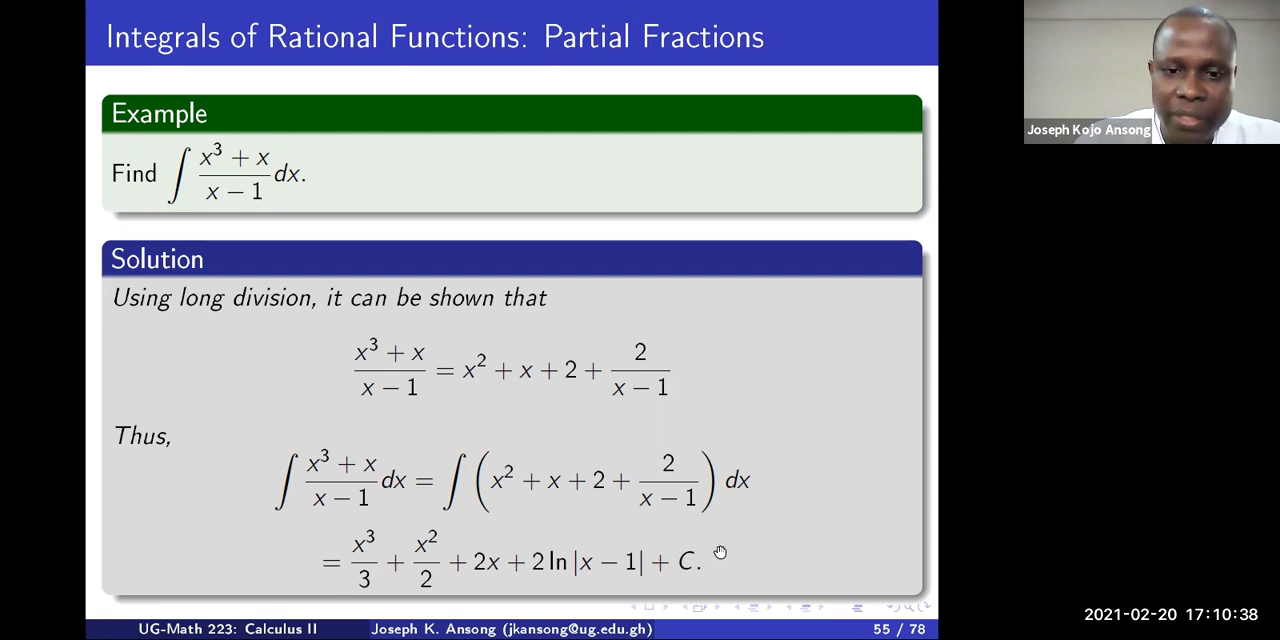 Integrals of Rational Functions: Partial Fractions
Joseph Kojo Ansong
Example
Find ∫ (x³ + x)/(x − 1) dx.
Solution
Using long division, it can be shown that
(x³ + x)/(x − 1) = x² + x + 2 + 2/(x − 1)
Thus,
∫ (x³ + x)/(x − 1) dx = ∫ (x² + x + 2 + 2/(x − 1)) dx
= x³/3 + x²/2 + 2x + 2 ln |x − 1| + C.
UG-Math 223: Calculus II Joseph K. Ansong (jkansong@ug.edu.gh) 55 / 78
2021-02-20 17:10:38